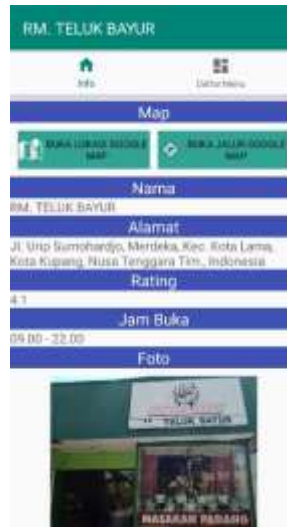 RM. TELUK BAYUR
Info
Daftar Menu
Map
BUKA LOKASI GOOGLE
MAP
BUKA JALUR GOOGLE
MAP
Nama
RM. TELUK BAYUR
Alamat
Jl. Urip Sumohardjo, Merdeka, Kec. Kota Lama,
Kota Kupang, Nusa Tenggara Tim., Indonesia
Rating
4.1
Jam Buka
09.00 - 22.00
Foto
TELUK BAYUR
MASAKAN PADANG